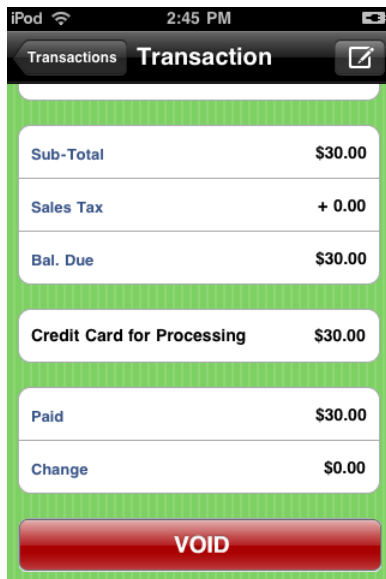 iPod 2:45 PM
Transactions Transaction
Sub-Total $30.00
Sales Tax + 0.00
Bal. Due $30.00
Credit Card for Processing $30.00
Paid $30.00
Change $0.00
VOID